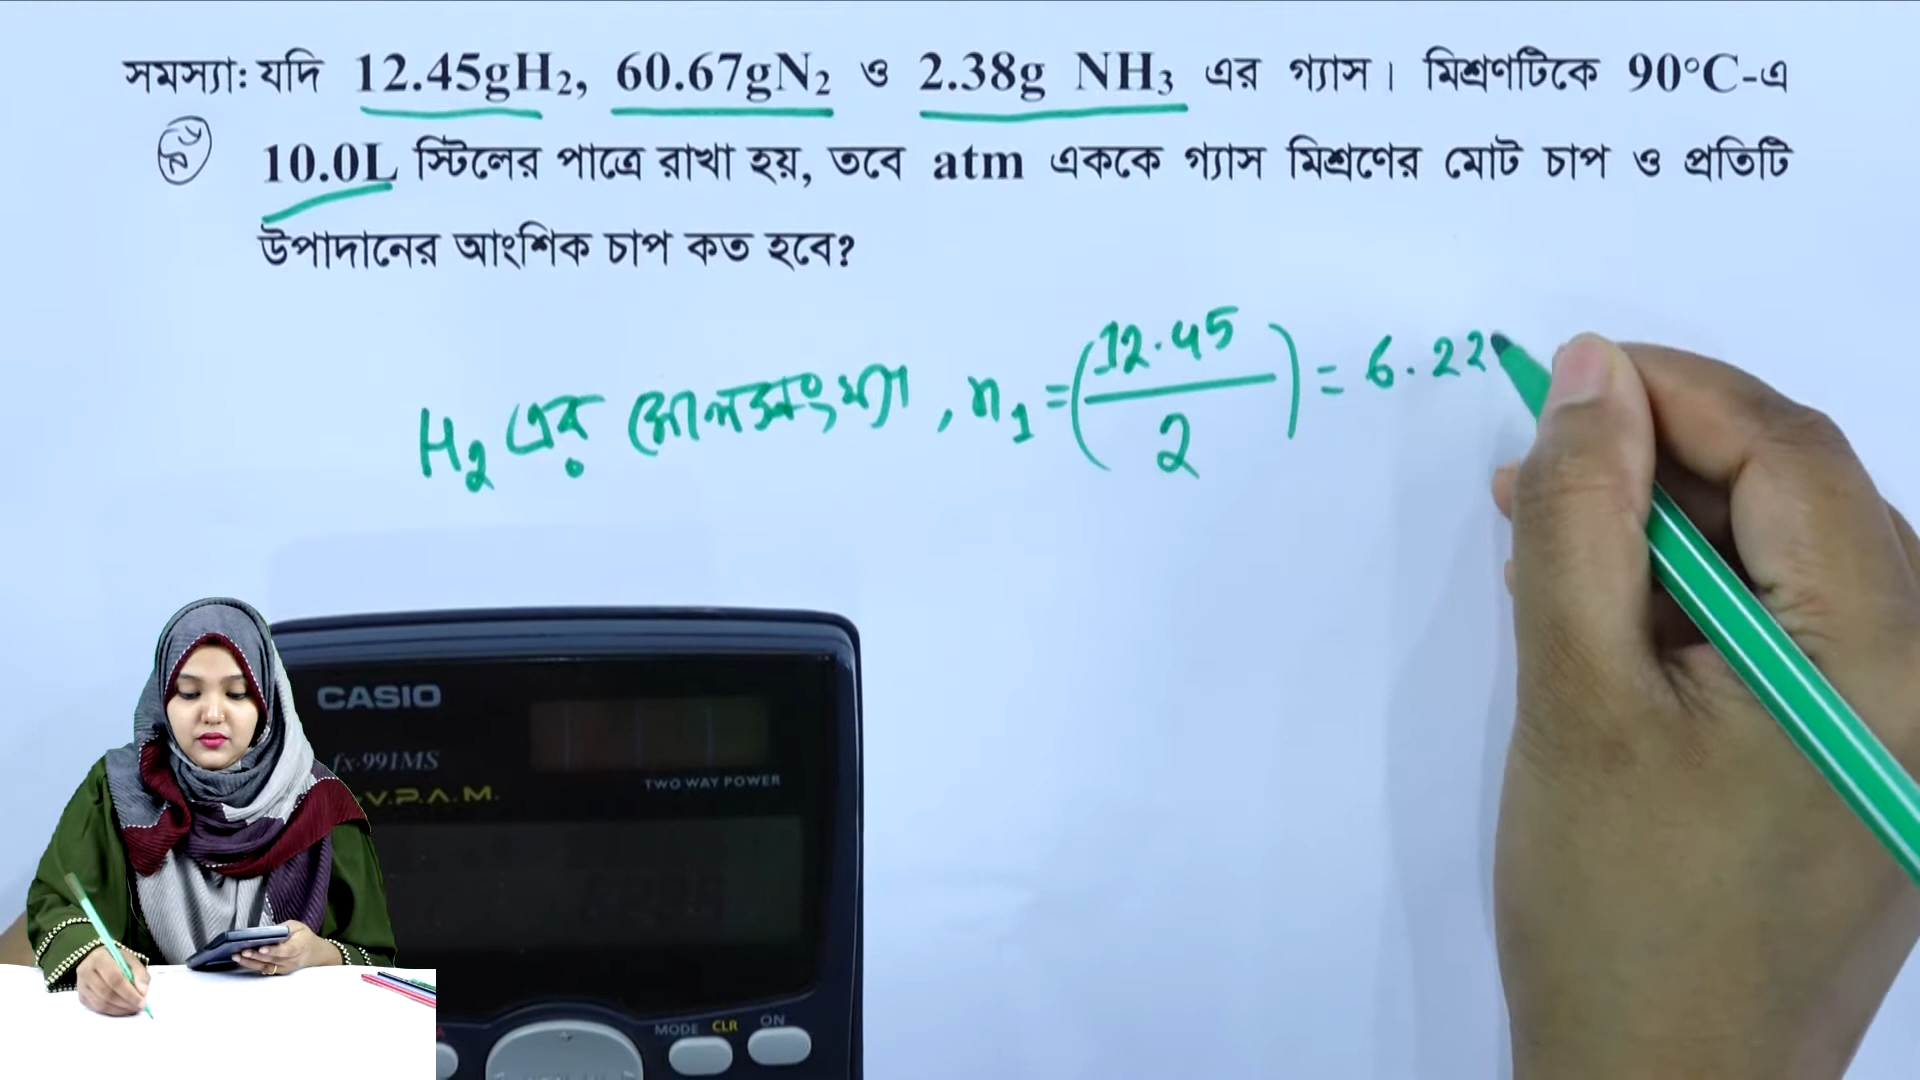 সমস্যা: যদি 12.45gH₂, 60.67gN₂ ও 2.38g NH₃ এর গ্যাস। মিশ্রণটিকে 90°C-এ
10.0L স্টিলের পাত্রে রাখা হয়, তবে atm এককে গ্যাস মিশ্রণের মোট চাপ ও প্রতিটি
উপাদানের আংশিক চাপ কত হবে?
H₂ এর মোলসংখ্যা, n₁ = (12.45/2) = 6.22
CASIO
fx-991MS
TWO WAY POWER
V.P.A.M.
MODE CLR ON